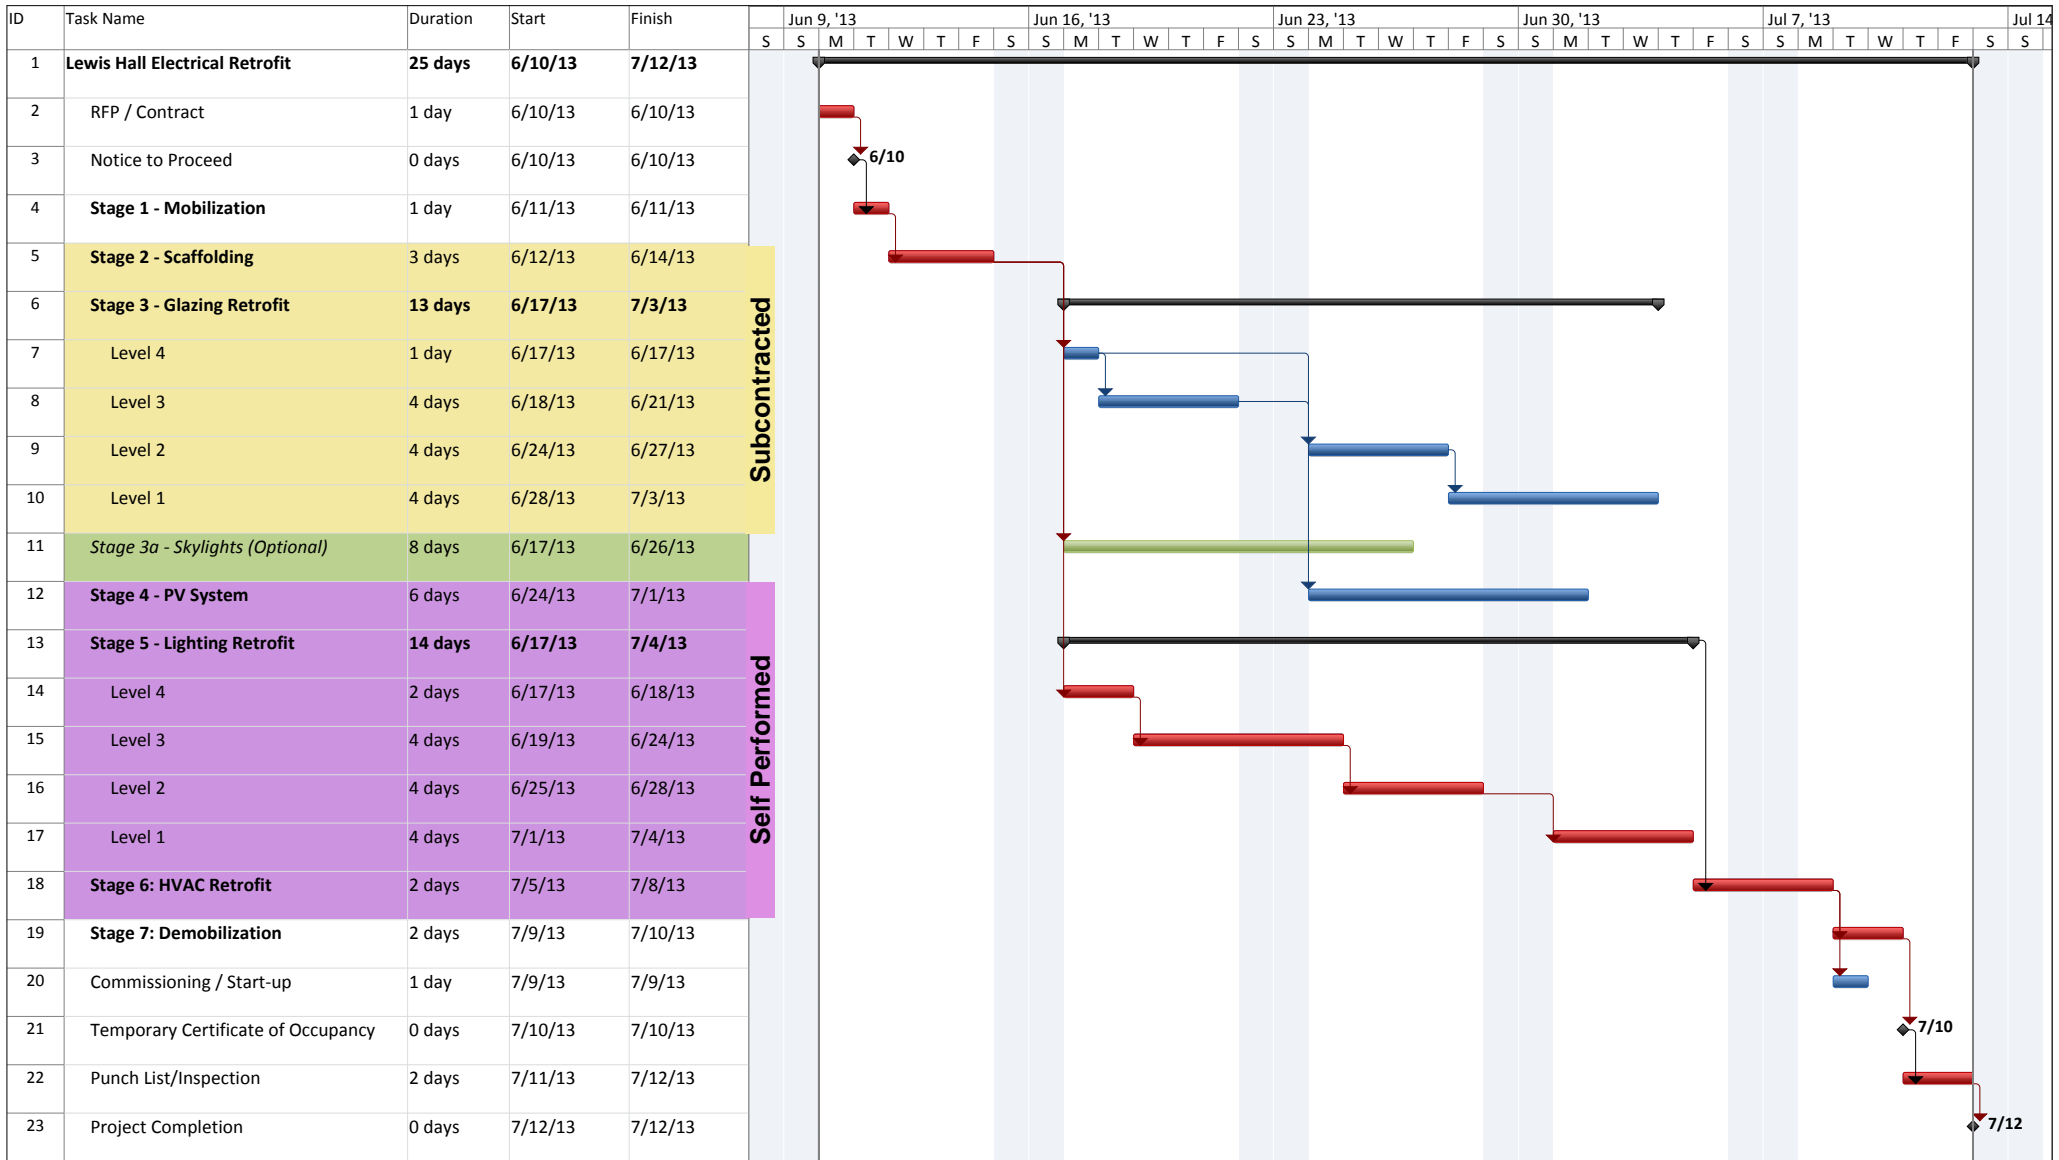 ID Task Name Duration Start Finish Jun 9, '13 Jun 16, '13 Jun 23, '13 Jun 30, '13 Jul 7, '13 Jul 14
S S M T W T F S S M T W T F S S M T W T F S S M T W T F S S M T W T F S S
1 Lewis Hall Electrical Retrofit 25 days 6/10/13 7/12/13
2 RFP / Contract 1 day 6/10/13 6/10/13
3 Notice to Proceed 0 days 6/10/13 6/10/13 6/10
4 Stage 1 - Mobilization 1 day 6/11/13 6/11/13
5 Stage 2 - Scaffolding 3 days 6/12/13 6/14/13
6 Stage 3 - Glazing Retrofit 13 days 6/17/13 7/3/13
7 Level 4 1 day 6/17/13 6/17/13
8 Level 3 4 days 6/18/13 6/21/13
9 Level 2 4 days 6/24/13 6/27/13
10 Level 1 4 days 6/28/13 7/3/13
Subcontracted
11 Stage 3a - Skylights (Optional) 8 days 6/17/13 6/26/13
12 Stage 4 - PV System 6 days 6/24/13 7/1/13
13 Stage 5 - Lighting Retrofit 14 days 6/17/13 7/4/13
14 Level 4 2 days 6/17/13 6/18/13
15 Level 3 4 days 6/19/13 6/24/13
16 Level 2 4 days 6/25/13 6/28/13
17 Level 1 4 days 7/1/13 7/4/13
18 Stage 6: HVAC Retrofit 2 days 7/5/13 7/8/13
Self Performed
19 Stage 7: Demobilization 2 days 7/9/13 7/10/13
20 Commissioning / Start-up 1 day 7/9/13 7/9/13
21 Temporary Certificate of Occupancy 0 days 7/10/13 7/10/13 7/10
22 Punch List/Inspection 2 days 7/11/13 7/12/13
23 Project Completion 0 days 7/12/13 7/12/13 7/12